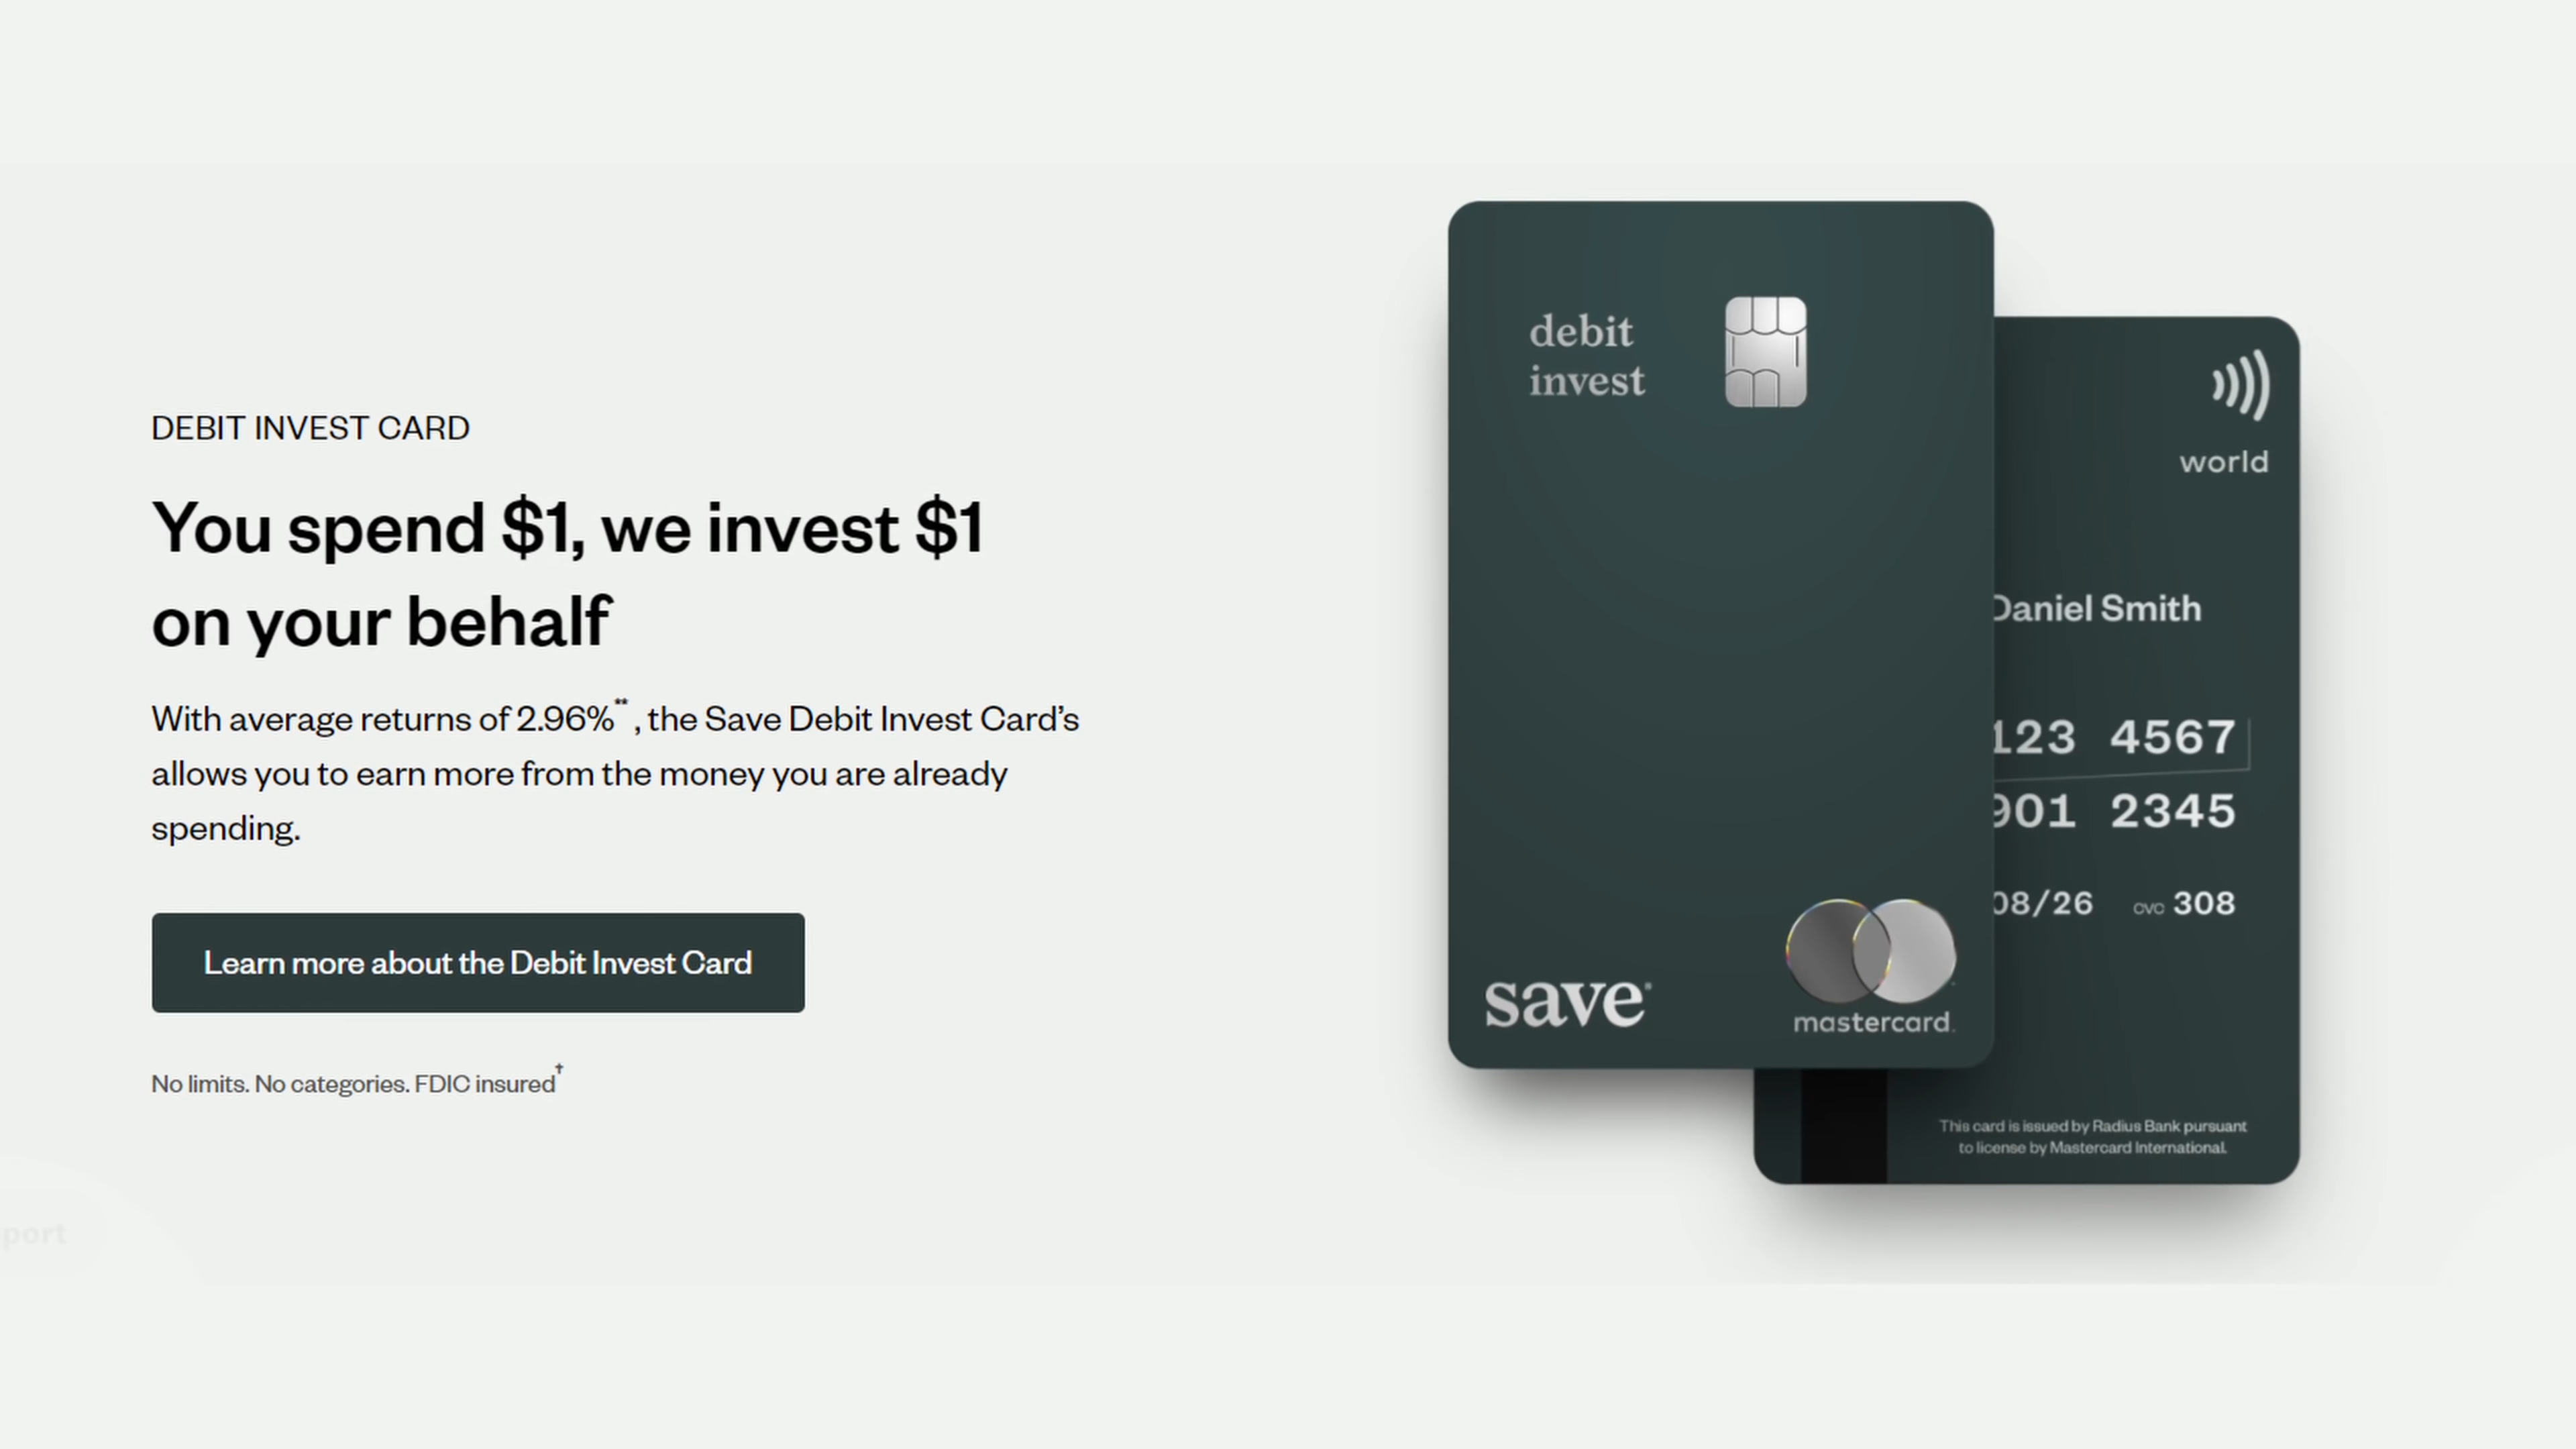 DEBIT INVEST CARD
You spend $1, we invest $1
on your behalf
With average returns of 2.96%**, the Save Debit Invest Card’s
allows you to earn more from the money you are already
spending.
Learn more about the Debit Invest Card
No limits. No categories. FDIC insured†
port
debit
invest
save®
mastercard.
world
Daniel Smith
123 4567
901 2345
08/26 CVC 308
This card is issued by Radius Bank pursuant
to license by Mastercard International.